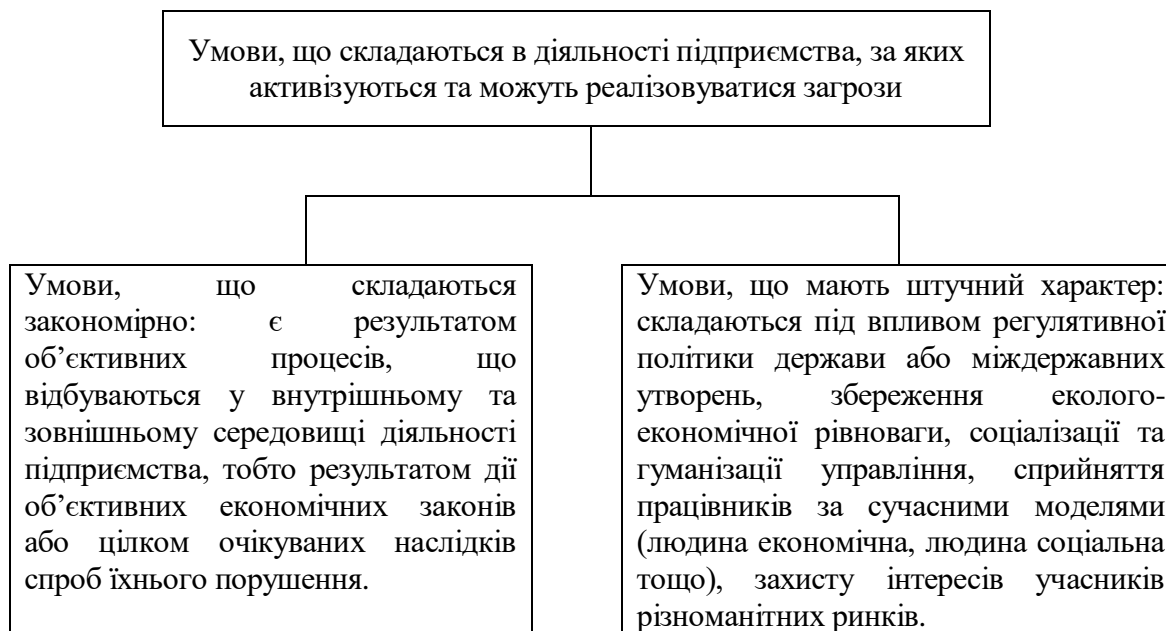 Умови, що складаються в діяльності підприємства, за яких
активізуються та можуть реалізовуватися загрози
Умови, що складаються
закономірно: є результатом
об’єктивних процесів, що
відбуваються у внутрішньому та
зовнішньому середовищі діяльності
підприємства, тобто результатом дії
об’єктивних економічних законів
або цілком очікуваних наслідків
спроб їхнього порушення.
Умови, що мають штучний характер:
складаються під впливом регулятивної
політики держави або міждержавних
утворень, збереження еколого-
економічної рівноваги, соціалізації та
гуманізації управління, сприйняття
працівників за сучасними моделями
(людина економічна, людина соціальна
тощо), захисту інтересів учасників
різноманітних ринків.